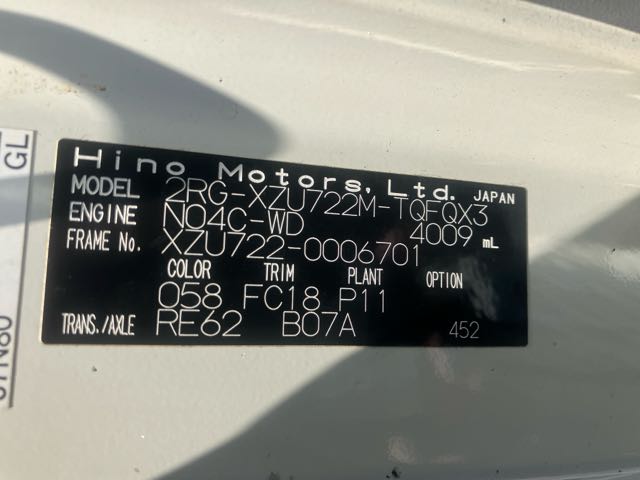 Hino Motors, Ltd. JAPAN
MODEL 2RG-XZU722M-TQFQX3
ENGINE N04C-WD 4009 mL
FRAME No. XZU722-0006701
COLOR TRIM PLANT OPTION
058 FC18 P11
TRANS./AXLE RE62 B07A 452
GL